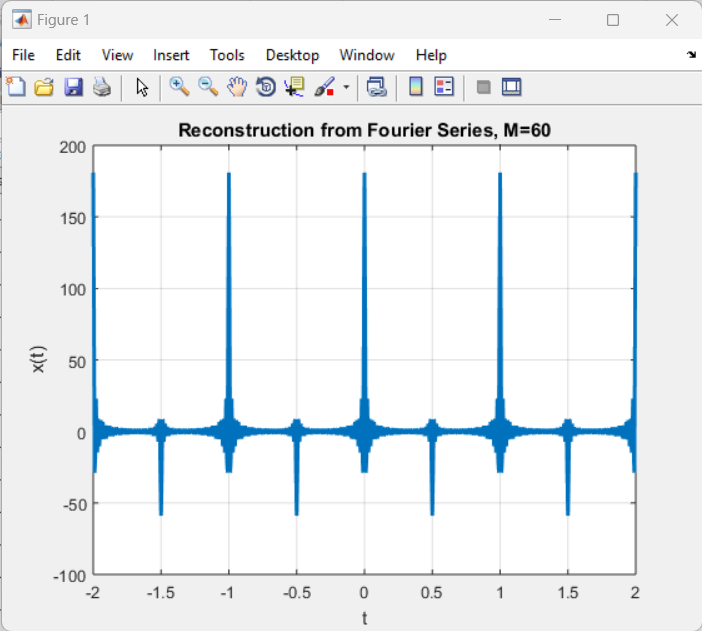 Figure 1
File Edit View Insert Tools Desktop Window Help
Reconstruction from Fourier Series, M=60
200
150
100
50
0
-50
-100
x(t)
-2 -1.5 -1 -0.5 0 0.5 1 1.5 2
t